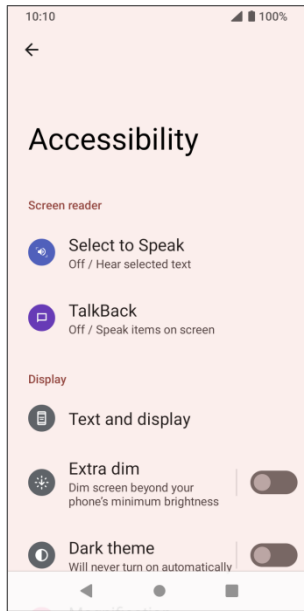 10:10
100%
Accessibility
Screen reader
Select to Speak
Off / Hear selected text
TalkBack
Off / Speak items on screen
Display
Text and display
Extra dim
Dim screen beyond your
phone's minimum brightness
Dark theme
Will never turn on automatically